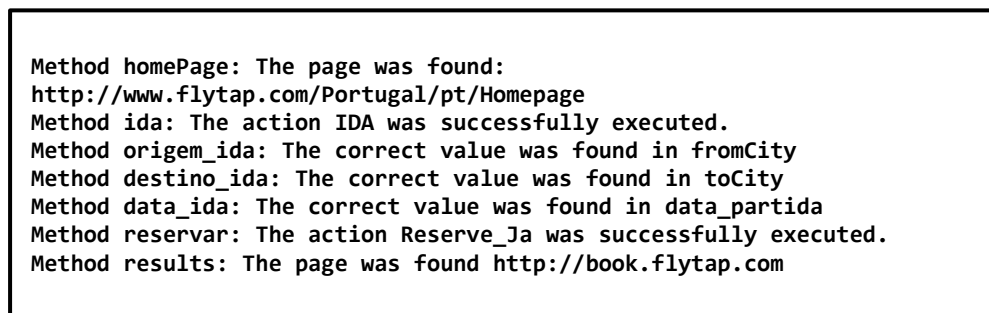 Method homePage: The page was found:
http://www.flytap.com/Portugal/pt/Homepage
Method ida: The action IDA was successfully executed.
Method origem_ida: The correct value was found in fromCity
Method destino_ida: The correct value was found in toCity
Method data_ida: The correct value was found in data_partida
Method reservar: The action Reserve_Ja was successfully executed.
Method results: The page was found http://book.flytap.com